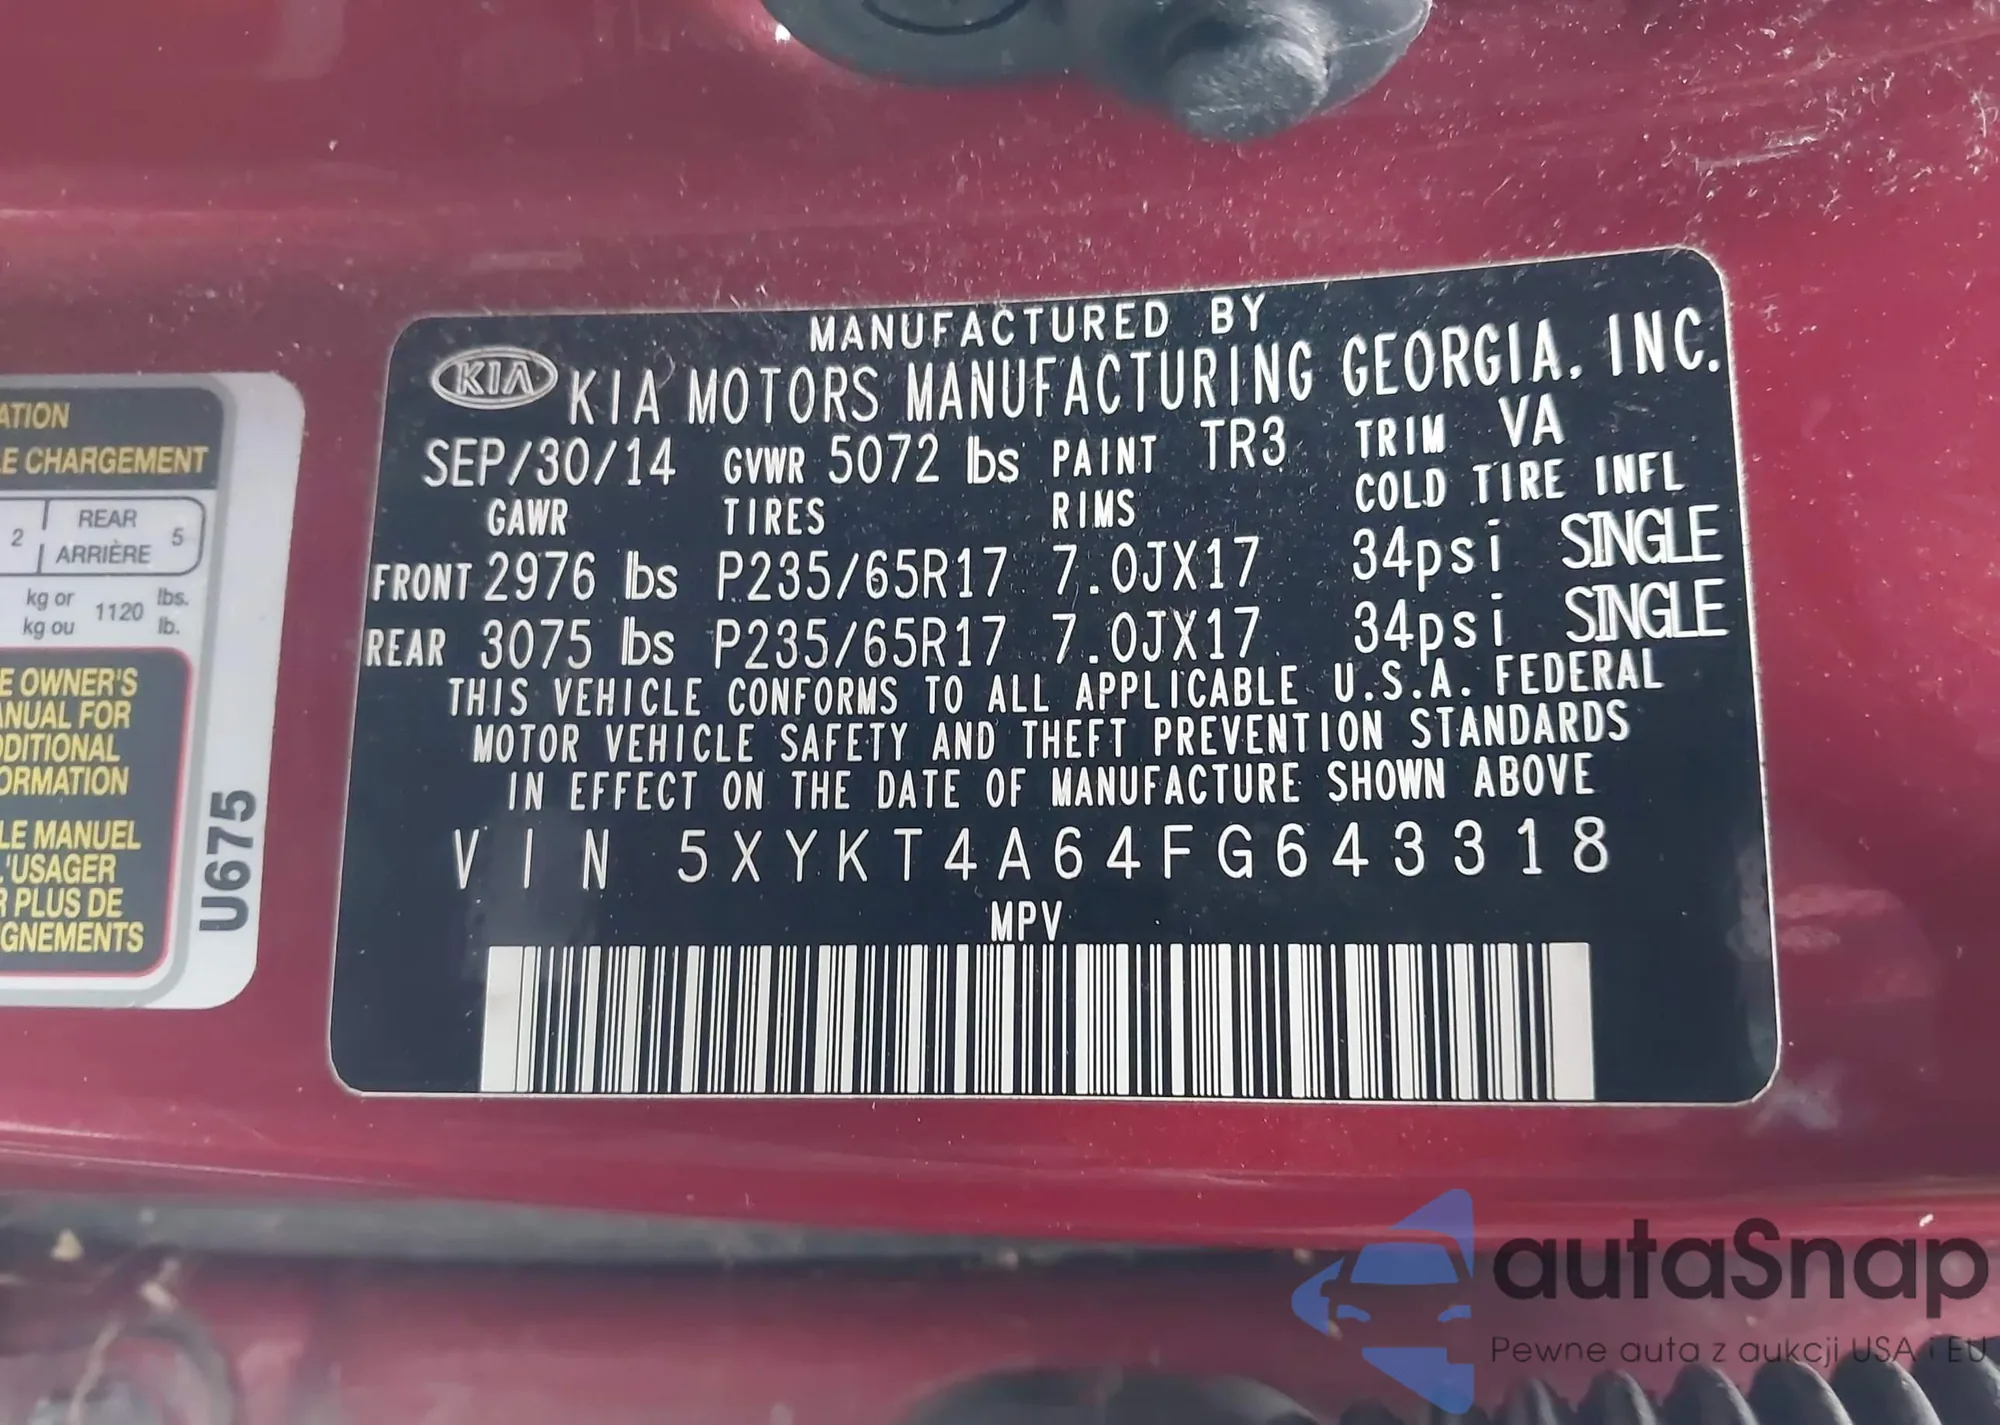 MANUFACTURED BY
KIA KIA MOTORS MANUFACTURING GEORGIA, INC.
SEP/30/14 GVWR 5072 lbs PAINT TR3 TRIM VA
GAWR TIRES RIMS COLD TIRE INFL
FRONT 2976 lbs P235/65R17 7.0JX17 34psi SINGLE
REAR 3075 lbs P235/65R17 7.0JX17 34psi SINGLE
THIS VEHICLE CONFORMS TO ALL APPLICABLE U.S.A. FEDERAL
MOTOR VEHICLE SAFETY AND THEFT PREVENTION STANDARDS
IN EFFECT ON THE DATE OF MANUFACTURE SHOWN ABOVE
VIN 5XYKT4A64FG643318
MPV
ATION
E CHARGEMENT
2 REAR 5
ARRIÈRE
kg or 1120 lbs.
kg ou lb.
E OWNER'S
ANUAL FOR
DDITIONAL
FORMATION
LE MANUEL
L'USAGER
R PLUS DE
GNEMENTS
U675
autaSnap
Pewne auta z aukcji USA i EU